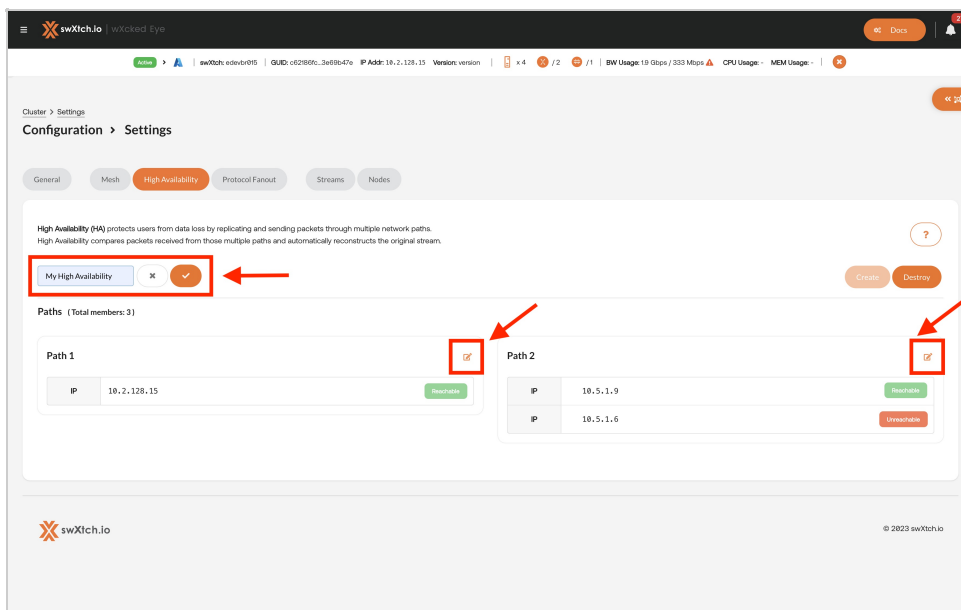 swXtch.io | wXcked Eye
Docs
2
Active > | swXtch: edevbr015 | GUID: c62f86fc...3e69b47e IP Addr: 10.2.128.15 Version: version | x 4 / 2 / 1 | BW Usage: 1.9 Gbps / 333 Mbps CPU Usage: - MEM Usage: - |
Cluster > Settings
Configuration > Settings
General Mesh High Availability Protocol Fanout Streams Nodes
High Availability (HA) protects users from data loss by replicating and sending packets through multiple network paths.
High Availability compares packets received from those multiple paths and automatically reconstructs the original stream.
?
My High Availability
Create Destroy
Paths (Total members: 3)
Path 1
IP 10.2.128.15 Reachable
Path 2
IP 10.5.1.9 Reachable
IP 10.5.1.6 Unreachable
swXtch.io
© 2023 swXtch.io